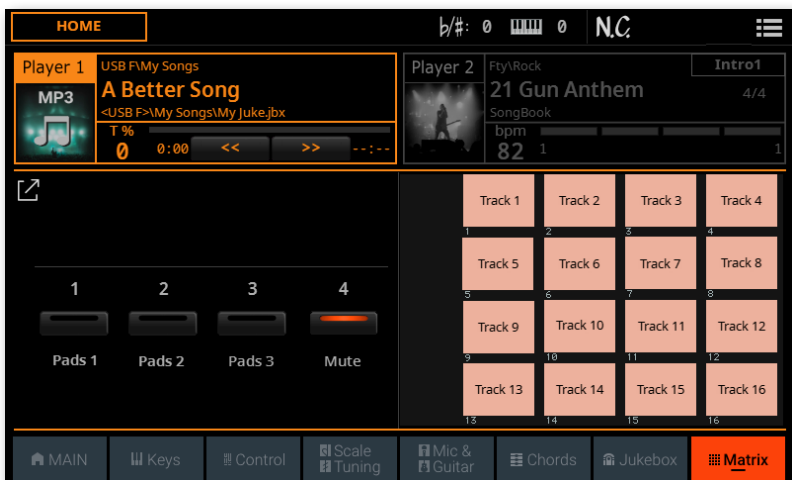 HOME
♭/#: 0 0 N.C.
Player 1 USB F\My Songs
MP3
A Better Song
<USB F>\My Songs\My Juke.jbx
T %
0 0:00 << >> --:--
Player 2 Fty\Rock Intro1
21 Gun Anthem 4/4
SongBook
bpm
82 1 1
Track 1 Track 2 Track 3 Track 4
1 2 3 4
Track 5 Track 6 Track 7 Track 8
5 6 7 8
Track 9 Track 10 Track 11 Track 12
9 10 11 12
Track 13 Track 14 Track 15 Track 16
13 14 15 16
1 2 3 4
Pads 1 Pads 2 Pads 3 Mute
MAIN
Keys
Control
Scale
Tuning
Mic &
Guitar
Chords
Jukebox
Matrix